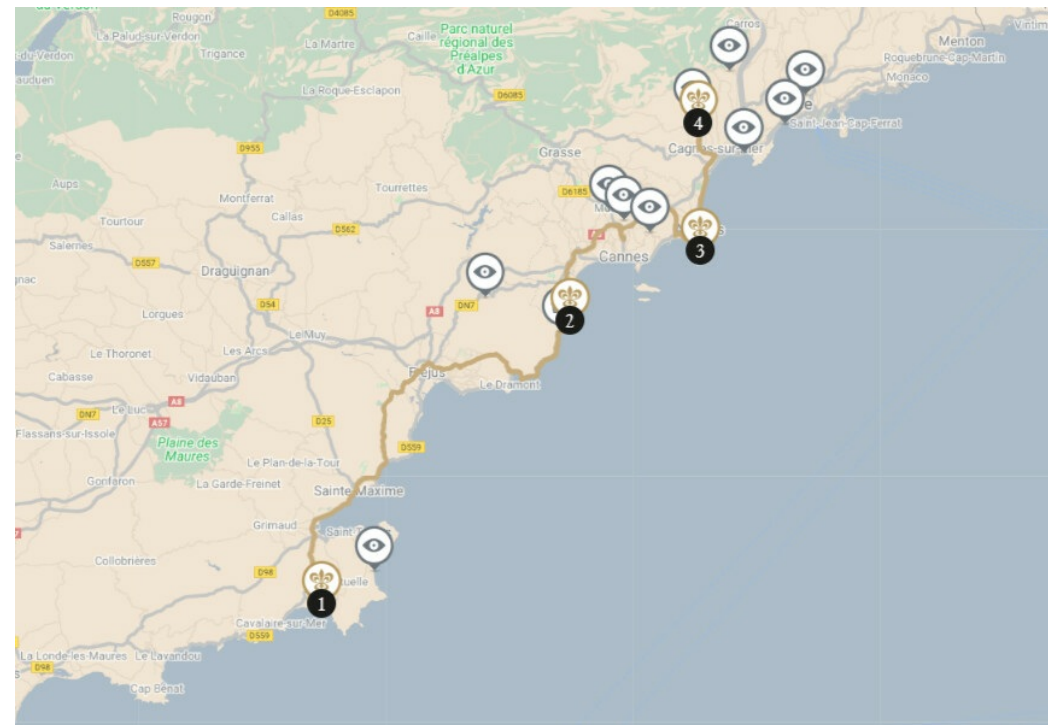 Rougon
La Palud-sur-Verdon
Trigance
D4085
La Martre
Caille
Parc naturel
régional des
Préalpes
d'Azur
Carros
Menton
Roquebrune-Cap-Martin
Monaco
La Roque-Esclapon
D6085
Saint-Jean-Cap-Ferrat
4
D955
Grasse
Cagnes-sur-Mer
Aups
Tourrettes
D6185
Montferrat
Callas
Tourtour
D562
Salernes
D557
Cannes
3
Draguignan
D54
DN7
A8
2
Lorgues
Le Muy
Le Thoronet
Les Arcs
Fréjus
Cabasse
Vidauban
Le Dramont
A8
DN7
Le Luc
A57
D25
Flassans-sur-Issole
Plaine des
Maures
D559
Le Plan-de-la-Tour
Gonfaron
La Garde-Freinet
Sainte-Maxime
Grimaud
Collobrières
D98
1
Cavalaire-sur-Mer
D559
La Londe-les-Maures
Le Lavandou
D98
Cap Bénat